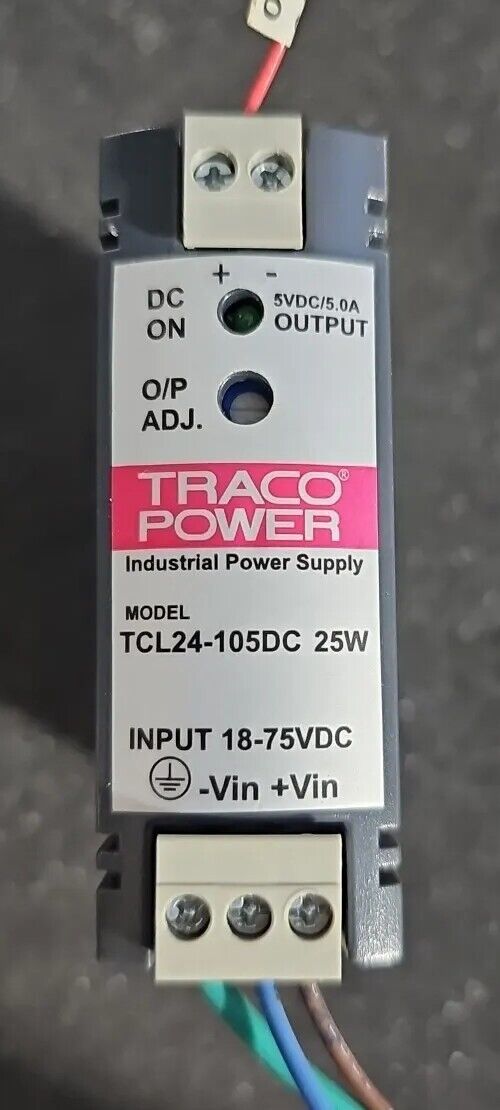 0
+ -
DC
ON
5VDC/5.0A
OUTPUT
O/P
ADJ.
TRACO®
POWER
Industrial Power Supply
MODEL
TCL24-105DC 25W
INPUT 18-75VDC
-Vin +Vin